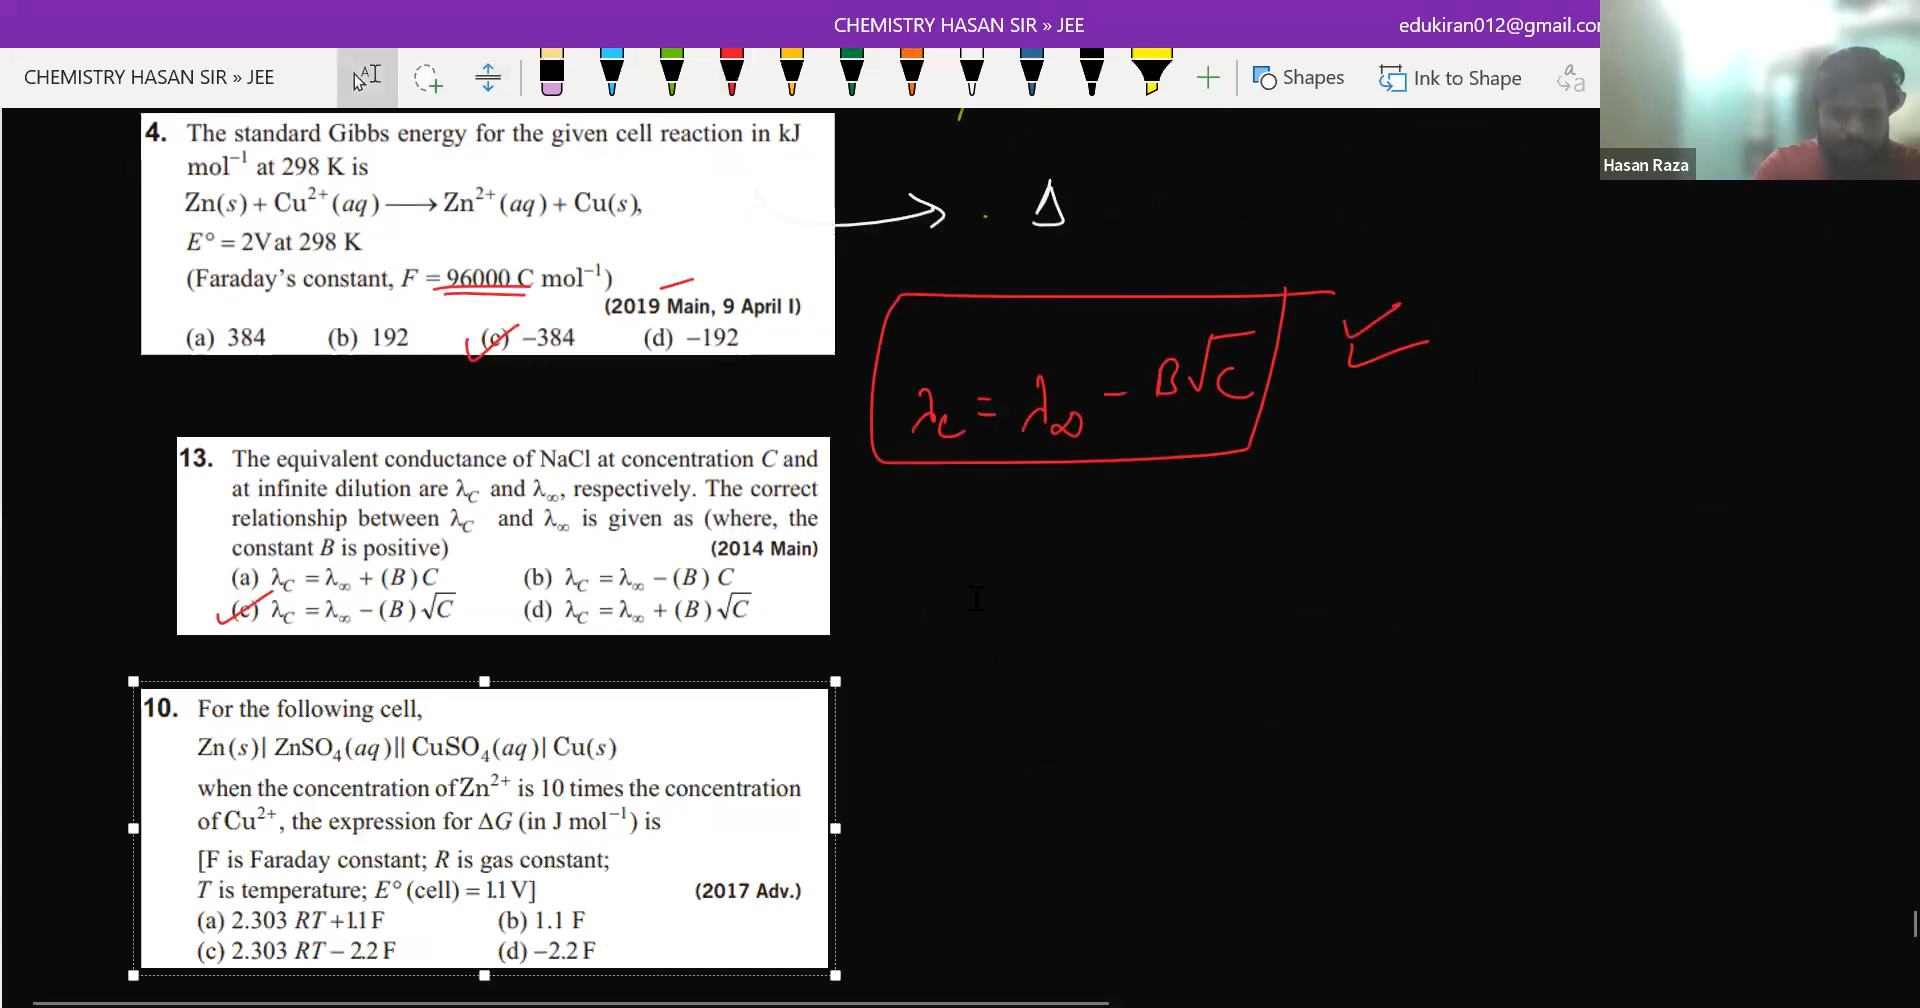 CHEMISTRY HASAN SIR » JEE
edukiran012@gmail.co
CHEMISTRY HASAN SIR » JEE
Shapes
Ink to Shape
Hasan Raza
4. The standard Gibbs energy for the given cell reaction in kJ
mol⁻¹ at 298 K is
Zn(s) + Cu²⁺(aq) ⟶ Zn²⁺(aq) + Cu(s),
E° = 2V at 298 K
(Faraday's constant, F = 96000 C mol⁻¹)
(2019 Main, 9 April I)
(a) 384 (b) 192 (c) −384 (d) −192
Δ
λc = λ∞ − B√C
13. The equivalent conductance of NaCl at concentration C and
at infinite dilution are λC and λ∞, respectively. The correct
relationship between λC and λ∞ is given as (where, the
constant B is positive) (2014 Main)
(a) λC = λ∞ + (B) C (b) λC = λ∞ − (B) C
(c) λC = λ∞ − (B) √C (d) λC = λ∞ + (B) √C
10. For the following cell,
Zn(s)| ZnSO₄(aq)|| CuSO₄(aq)| Cu(s)
when the concentration of Zn²⁺ is 10 times the concentration
of Cu²⁺, the expression for ΔG (in J mol⁻¹) is
[F is Faraday constant; R is gas constant;
T is temperature; E° (cell) = 1.1 V] (2017 Adv.)
(a) 2.303 RT + 1.1 F (b) 1.1 F
(c) 2.303 RT − 2.2 F (d) −2.2 F